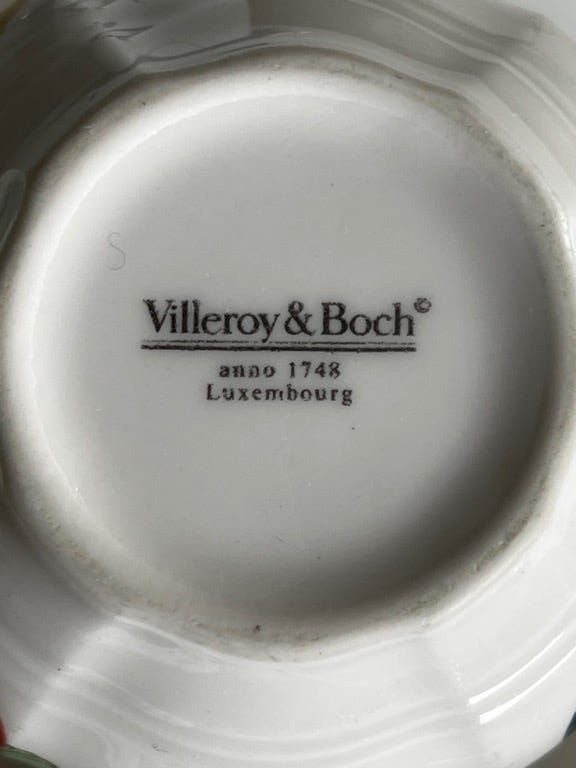 S
Villeroy & Boch©
anno 1748
Luxembourg